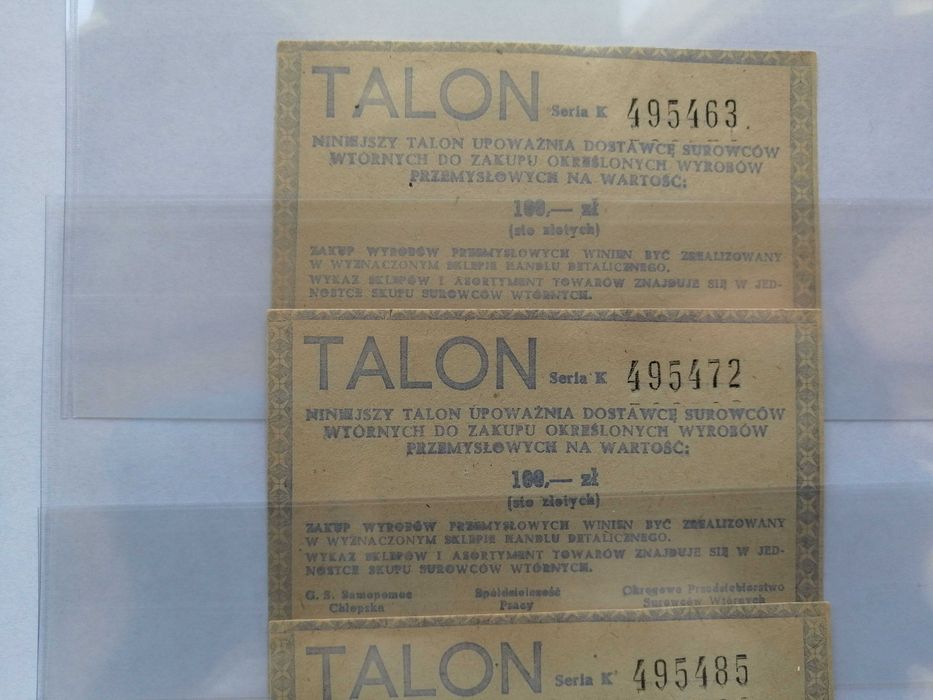 TALON Seria K 495463
NINIEJSZY TALON UPOWAŻNIA DOSTAWCĘ SUROWCÓW
WTÓRNYCH DO ZAKUPU OKREŚLONYCH WYROBÓW
PRZEMYSŁOWYCH NA WARTOŚĆ:
100,— zł
(sto złotych)
ZAKUP WYROBÓW PRZEMYSŁOWYCH WINIEN BYĆ ZREALIZOWANY
W WYZNACZONYM SKLEPIE HANDLU DETALICZNEGO.
WYKAZ SKLEPÓW I ASORTYMENT TOWARÓW ZNAJDUJE SIĘ W JED-
NOSTCE SKUPU SUROWCÓW WTÓRNYCH.
TALON Seria K 495472
NINIEJSZY TALON UPOWAŻNIA DOSTAWCĘ SUROWCÓW
WTÓRNYCH DO ZAKUPU OKREŚLONYCH WYROBÓW
PRZEMYSŁOWYCH NA WARTOŚĆ:
100,— zł
(sto złotych)
ZAKUP WYROBÓW PRZEMYSŁOWYCH WINIEN BYĆ ZREALIZOWANY
W WYZNACZONYM SKLEPIE HANDLU DETALICZNEGO.
WYKAZ SKLEPÓW I ASORTYMENT TOWARÓW ZNAJDUJE SIĘ W JED-
NOSTCE SKUPU SUROWCÓW WTÓRNYCH.
G. S. Samopomoc Spółdzielczość Okręgowe Przedsiębiorstwo
Chłopska Pracy Surowców Wtórnych
TALON Seria K 495485